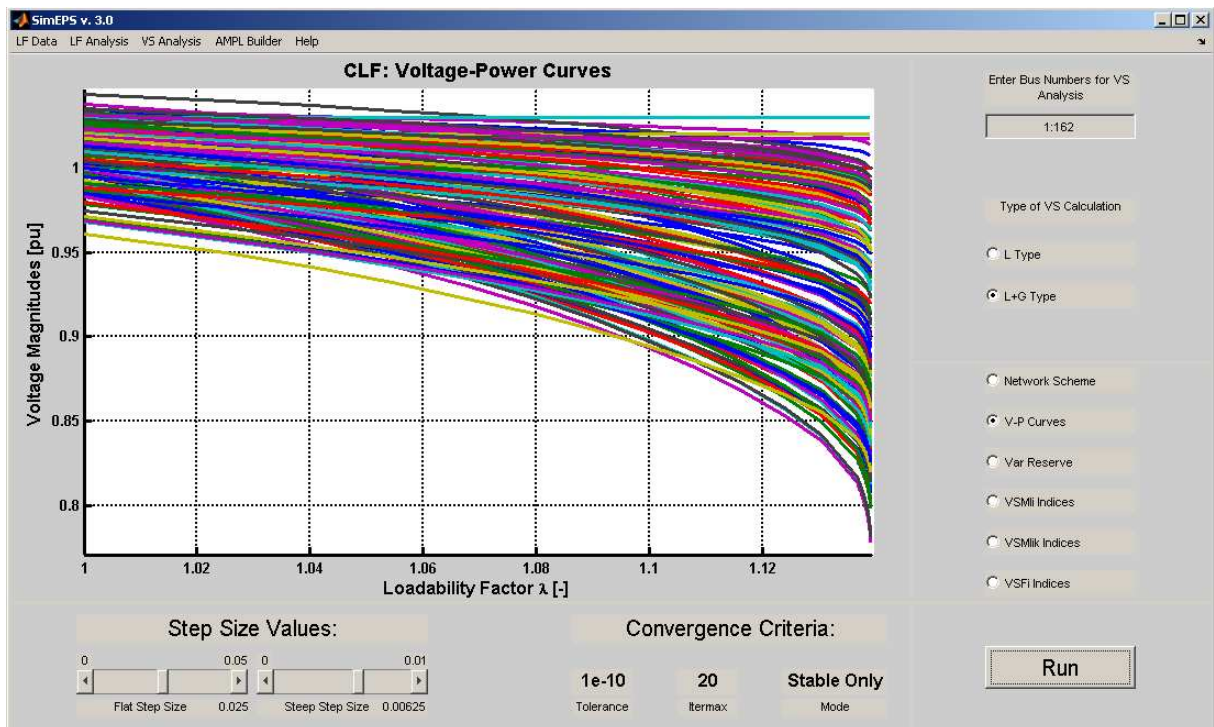 SimEPS v. 3.0
LF Data LF Analysis VS Analysis AMPL Builder Help
CLF: Voltage-Power Curves
Voltage Magnitudes [pu]
1
0.95
0.9
0.85
0.8
1 1.02 1.04 1.06 1.08 1.1 1.12
Loadability Factor λ [-]
Enter Bus Numbers for VS
Analysis
1:162
Type of VS Calculation
L Type
L+G Type
Network Scheme
V-P Curves
Var Reserve
VSMli Indices
VSMlik Indices
VSFi Indices
Step Size Values:
0 0.05 0 0.01
Flat Step Size 0.025 Steep Step Size 0.00625
Convergence Criteria:
1e-10 20 Stable Only
Tolerance Itermax Mode
Run